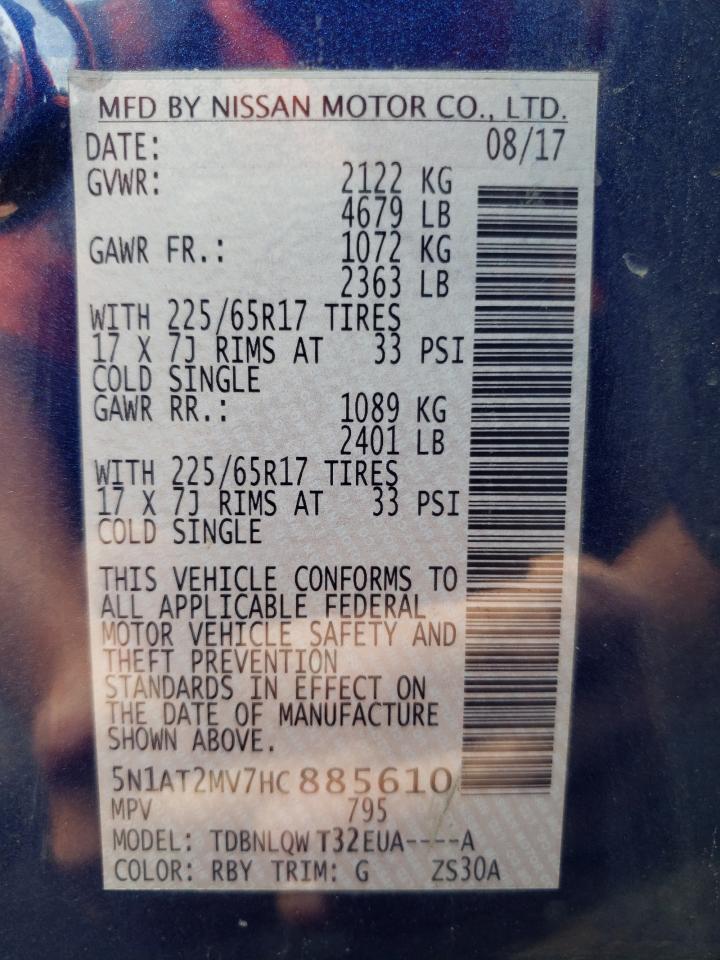 MFD BY NISSAN MOTOR CO., LTD.
DATE: 08/17
GVWR: 2122 KG
4679 LB
GAWR FR.: 1072 KG
2363 LB
WITH 225/65R17 TIRES
17 X 7J RIMS AT 33 PSI
COLD SINGLE
GAWR RR.: 1089 KG
2401 LB
WITH 225/65R17 TIRES
17 X 7J RIMS AT 33 PSI
COLD SINGLE
THIS VEHICLE CONFORMS TO
ALL APPLICABLE FEDERAL
MOTOR VEHICLE SAFETY AND
THEFT PREVENTION
STANDARDS IN EFFECT ON
THE DATE OF MANUFACTURE
SHOWN ABOVE.
5N1AT2MV7HC885610
MPV 795
MODEL: TDBNLQW T32EUA----A
COLOR: RBY TRIM: G ZS30A